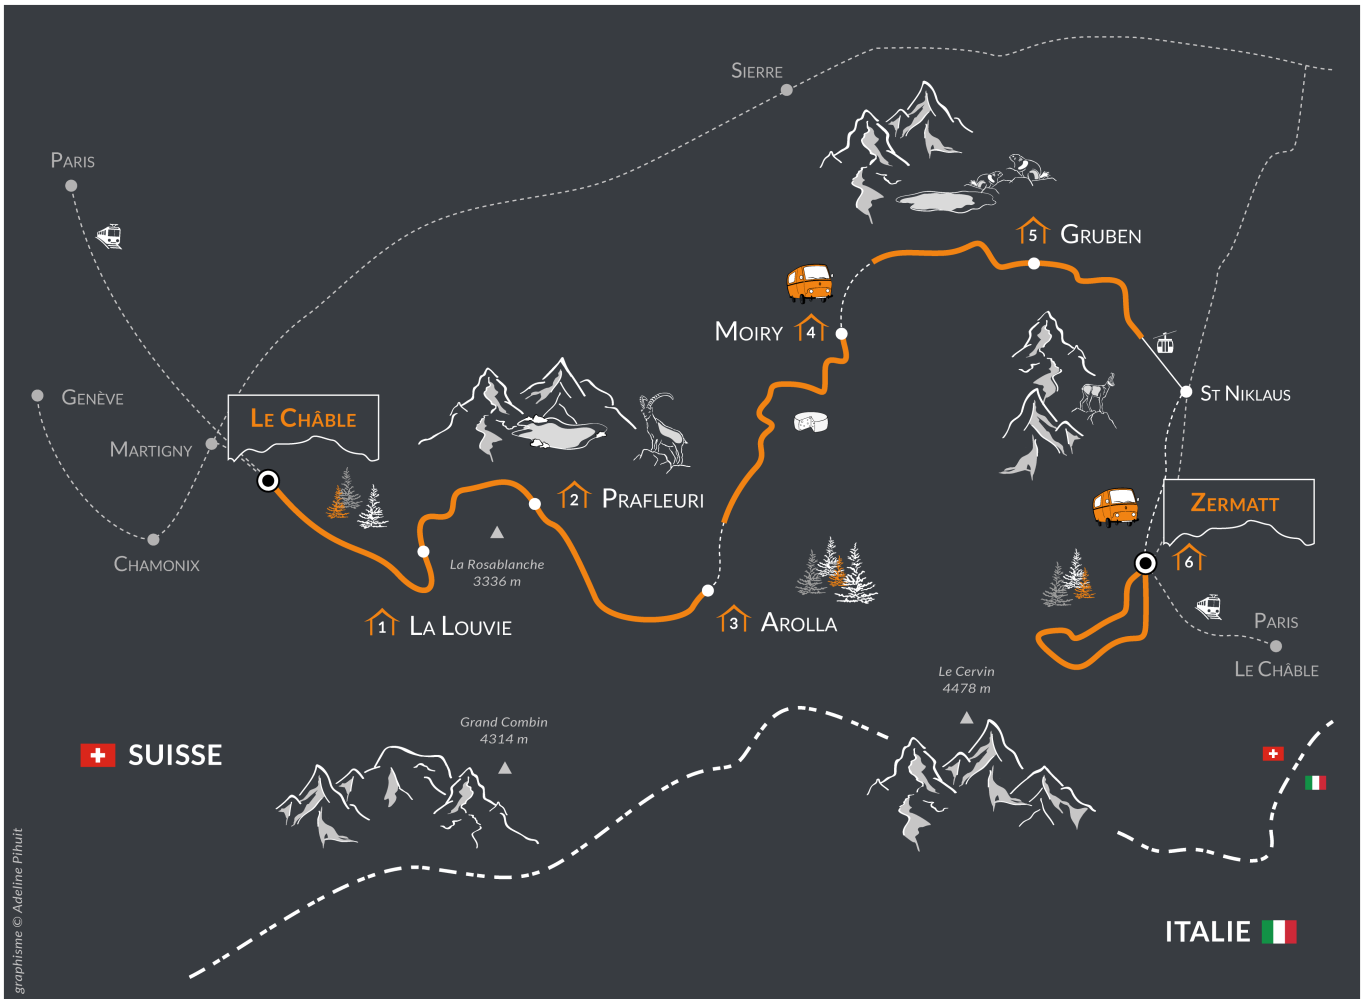 SIERRE
PARIS
5 GRUBEN
MOIRY 4
GENÈVE
ST NIKLAUS
LE CHÂBLE
MARTIGNY
2 PRAFLEURI
ZERMATT
CHAMONIX
La Rosablanche
3336 m
6
1 LA LOUVIE
3 AROLLA
PARIS
LE CHÂBLE
Le Cervin
4478 m
Grand Combin
4314 m
SUISSE
ITALIE
graphisme © Adeline Pihuit